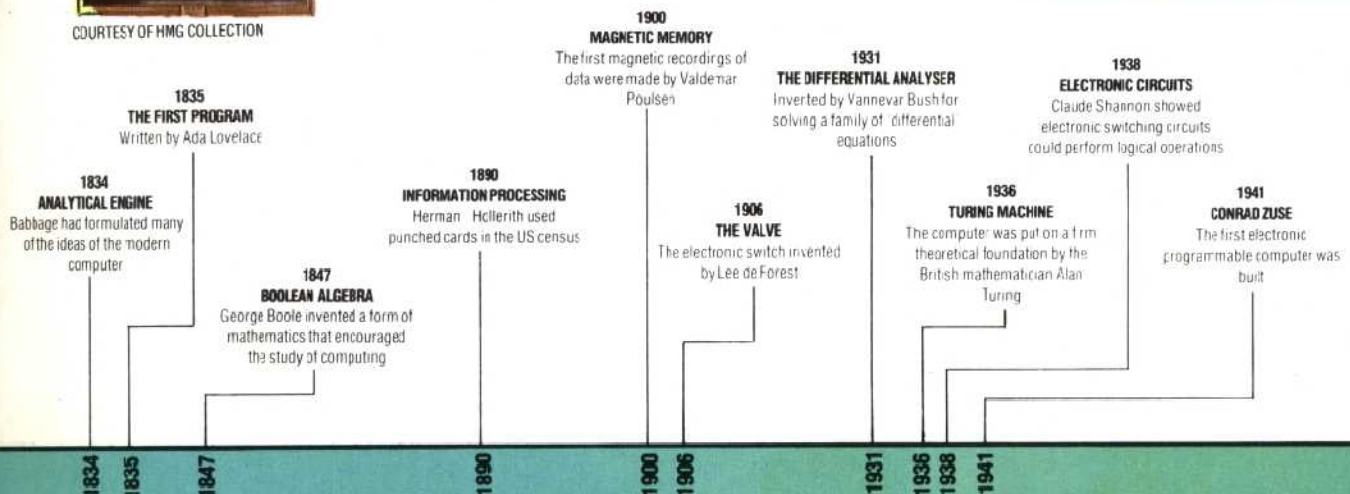 COURTESY OF HMG COLLECTION
1834
ANALYTICAL ENGINE
Babbage had formulated many
of the ideas of the modern
computer
1835
THE FIRST PROGRAM
Written by Ada Lovelace
1847
BOOLEAN ALGEBRA
George Boole invented a form of
mathematics that encouraged
the study of computing
1890
INFORMATION PROCESSING
Herman Hollerith used
punched cards in the US census
1900
MAGNETIC MEMORY
The first magnetic recordings of
data were made by Valdemar
Poulsen
1906
THE VALVE
The electronic switch invented
by Lee de Forest
1931
THE DIFFERENTIAL ANALYSER
Invented by Vannevar Bush for
solving a family of differential
equations
1936
TURING MACHINE
The computer was put on a firm
theoretical foundation by the
British mathematician Alan
Turing
1938
ELECTRONIC CIRCUITS
Claude Shannon showed
electronic switching circuits
could perform logical operations
1941
CONRAD ZUSE
The first electronic
programmable computer was
built
1834
1835
1847
1890
1900
1906
1931
1936
1938
1941